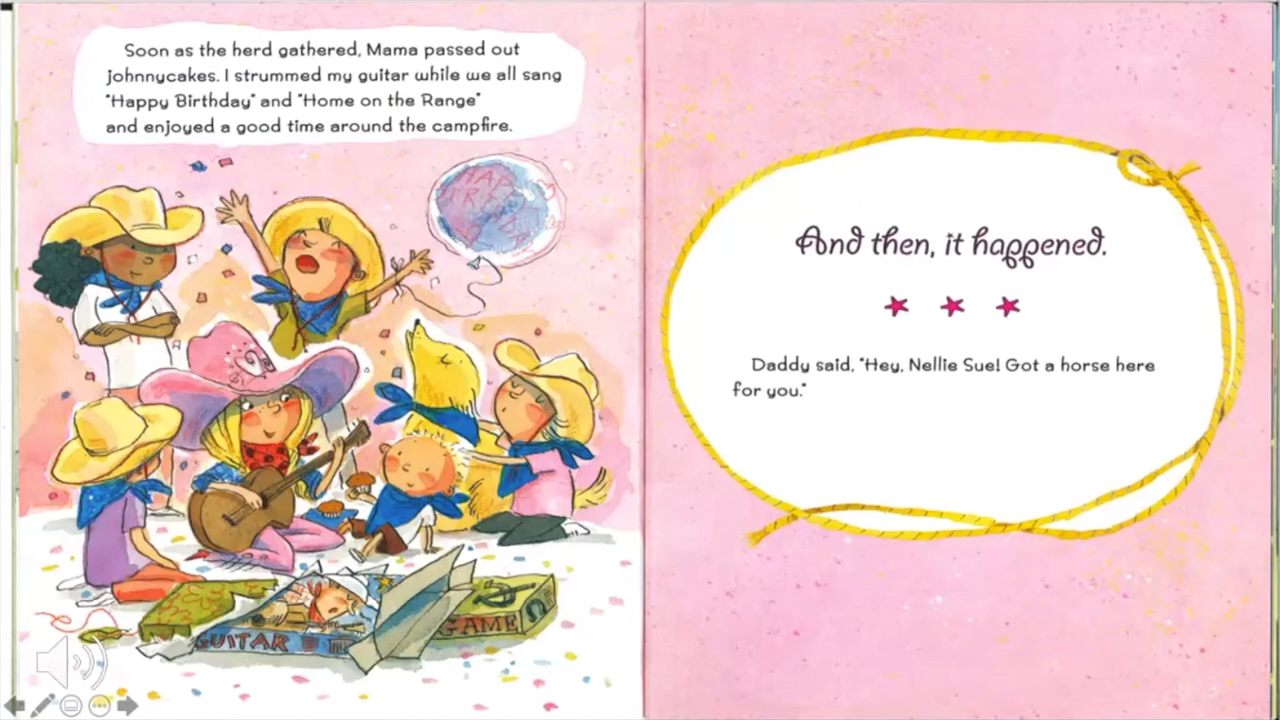 Soon as the herd gathered, Mama passed out
johnnycakes. I strummed my guitar while we all sang
"Happy Birthday" and "Home on the Range"
and enjoyed a good time around the campfire.
GUITAR
GAME
And then, it happened.
Daddy said, "Hey, Nellie Sue! Got a horse here
for you."